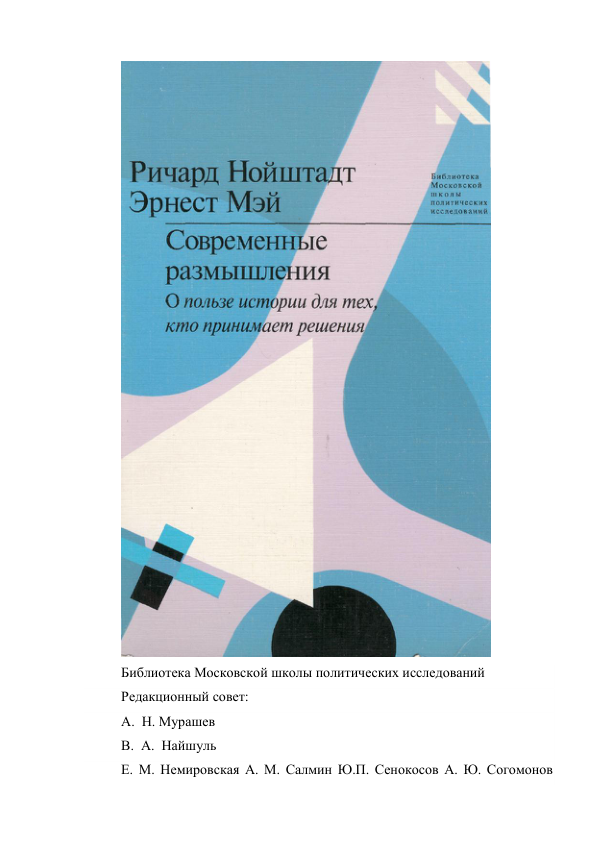 Ричард Нойштадт
Эрнест Мэй
Библиотека
Московской
школы
политических
исследований
Современные
размышления
О пользе истории для тех,
кто принимает решения
Библиотека Московской школы политических исследований
Редакционный совет:
А. Н. Мурашев
В. А. Найшуль
Е. М. Немировская А. М. Салмин Ю.П. Сенокосов А. Ю. Согомонов